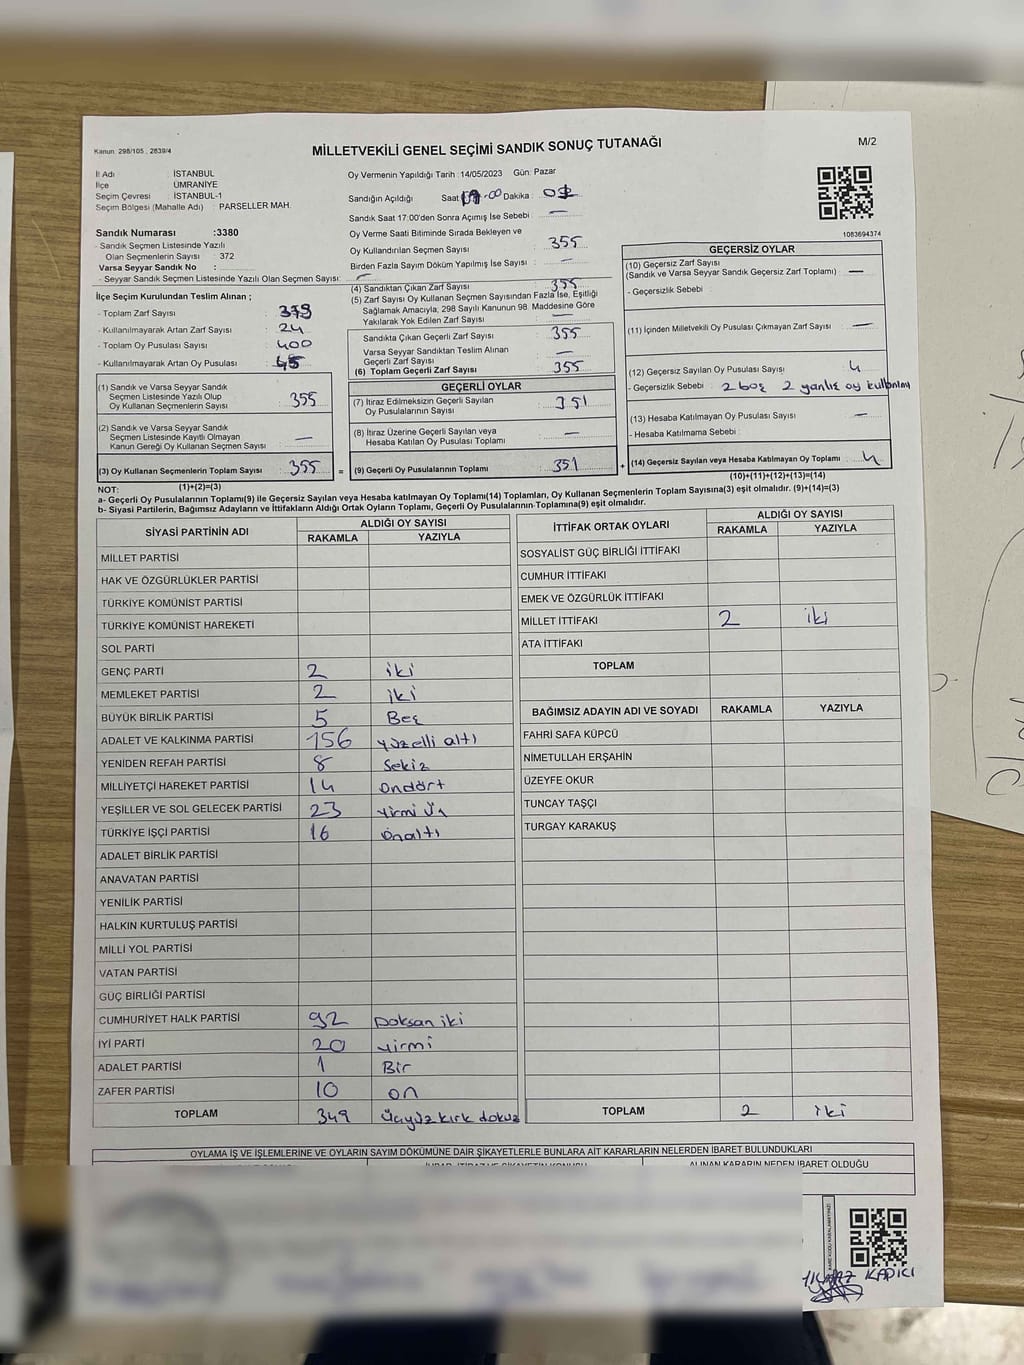 Kanun: 298/105 , 2839/4
MİLLETVEKİLİ GENEL SEÇİMİ SANDIK SONUÇ TUTANAĞI
M/2
İl Adı : İSTANBUL
İlçe : ÜMRANİYE
Seçim Çevresi : İSTANBUL-1
Seçim Bölgesi (Mahalle Adı) : PARSELLER MAH.
Sandık Numarası :3380
- Sandık Seçmen Listesinde Yazılı
Olan Seçmenlerin Sayısı : 372
Varsa Seyyar Sandık No :
- Seyyar Sandık Seçmen Listesinde Yazılı Olan Seçmen Sayısı: —
İlçe Seçim Kurulundan Teslim Alınan ;
- Toplam Zarf Sayısı : 379
- Kullanılmayarak Artan Zarf Sayısı : 24
- Toplam Oy Pusulası Sayısı : 400
- Kullanılmayarak Artan Oy Pusulası : 45
(1) Sandık ve Varsa Seyyar Sandık
Seçmen Listesinde Yazılı Olup
Oy Kullanan Seçmenlerin Sayısı : 355
(2) Sandık ve Varsa Seyyar Sandık
Seçmen Listesinde Kayıtlı Olmayan
Kanun Gereği Oy Kullanan Seçmen Sayısı : —
(3) Oy Kullanan Seçmenlerin Toplam Sayısı : 355 =
(1)+(2)=(3)
Oy Vermenin Yapıldığı Tarih :14/05/2023 Gün: Pazar
Sandığın Açıldığı Saat : :00 Dakika :
Sandık Saat 17:00'den Sonra Açımış İse Sebebi : —
Oy Verme Saati Bitiminde Sırada Bekleyen ve
Oy Kullandırılan Seçmen Sayısı : 355
Birden Fazla Sayım Döküm Yapılmış İse Sayısı : —
(4) Sandıktan Çıkan Zarf Sayısı : 355
(5) Zarf Sayısı Oy Kullanan Seçmen Sayısından Fazla İse, Eşitliği
Sağlamak Amacıyla, 298 Sayılı Kanunun 98. Maddesine Göre
Yakılarak Yok Edilen Zarf Sayısı : —
Sandıkta Çıkan Geçerli Zarf Sayısı : 355
Varsa Seyyar Sandıktan Teslim Alınan
Geçerli Zarf Sayısı : —
(6) Toplam Geçerli Zarf Sayısı : 355
GEÇERLİ OYLAR
(7) İtiraz Edilmeksizin Geçerli Sayılan
Oy Pusulalarının Sayısı : 351
(8) İtiraz Üzerine Geçerli Sayılan veya
Hesaba Katılan Oy Pusulası Toplamı : —
(9) Geçerli Oy Pusulalarının Toplamı : 351 +
1083694374
GEÇERSİZ OYLAR
(10) Geçersiz Zarf Sayısı
(Sandık ve Varsa Seyyar Sandık Geçersiz Zarf Toplamı) : —
- Geçersizlik Sebebi :
(11) İçinden Milletvekili Oy Pusulası Çıkmayan Zarf Sayısı : —
(12) Geçersiz Sayılan Oy Pusulası Sayısı : 4
- Geçersizlik Sebebi : 2 boş 2 yanlış oy kullanımı
(13) Hesaba Katılmayan Oy Pusulası Sayısı : —
- Hesaba Katılmama Sebebi :
(14) Geçersiz Sayılan veya Hesaba Katılmayan Oy Toplamı : 4
(10)+(11)+(12)+(13)=(14)
NOT:
a- Geçerli Oy Pusulalarının Toplamı(9) ile Geçersiz Sayılan veya Hesaba katılmayan Oy Toplamı(14) Toplamları, Oy Kullanan Seçmenlerin Toplam Sayısına(3) eşit olmalıdır. (9)+(14)=(3)
b- Siyasi Partilerin, Bağımsız Adayların ve İttifakların Aldığı Ortak Oyların Toplamı, Geçerli Oy Pusulalarının Toplamına(9) eşit olmalıdır.
SİYASİ PARTİNİN ADI ALDIĞI OY SAYISI
RAKAMLA YAZIYLA
MİLLET PARTİSİ
HAK VE ÖZGÜRLÜKLER PARTİSİ
TÜRKİYE KOMÜNİST PARTİSİ
TÜRKİYE KOMÜNİST HAREKETİ
SOL PARTİ
GENÇ PARTİ 2 iki
MEMLEKET PARTİSİ 2 iki
BÜYÜK BİRLİK PARTİSİ 5 Beş
ADALET VE KALKINMA PARTİSİ 156 yüzelli altı
YENİDEN REFAH PARTİSİ 8 Sekiz
MİLLİYETÇİ HAREKET PARTİSİ 14 Ondört
YEŞİLLER VE SOL GELECEK PARTİSİ 23 Yirmi üç
TÜRKİYE İŞÇİ PARTİSİ 16 Onaltı
ADALET BİRLİK PARTİSİ
ANAVATAN PARTİSİ
YENİLİK PARTİSİ
HALKIN KURTULUŞ PARTİSİ
MİLLİ YOL PARTİSİ
VATAN PARTİSİ
GÜÇ BİRLİĞİ PARTİSİ
CUMHURİYET HALK PARTİSİ 92 Doksan iki
İYİ PARTİ 20 yirmi
ADALET PARTİSİ 1 Bir
ZAFER PARTİSİ 10 on
TOPLAM 349 Üçyüz kırk dokuz
İTTİFAK ORTAK OYLARI ALDIĞI OY SAYISI
RAKAMLA YAZIYLA
SOSYALİST GÜÇ BİRLİĞİ İTTİFAKI
CUMHUR İTTİFAKI
EMEK VE ÖZGÜRLÜK İTTİFAKI
MİLLET İTTİFAKI 2 iki
ATA İTTİFAKI
TOPLAM
BAĞIMSIZ ADAYIN ADI VE SOYADI RAKAMLA YAZIYLA
FAHRİ SAFA KÜPCÜ
NİMETULLAH ERŞAHİN
ÜZEYFE OKUR
TUNCAY TAŞÇI
TURGAY KARAKUŞ
TOPLAM 2 iki
OYLAMA İŞ VE İŞLEMLERİNE VE OYLARIN SAYIM DÖKÜMÜNE DAİR ŞİKAYETLERLE BUNLARA AİT KARARLARIN NELERDEN İBARET BULUNDUKLARI
ALINAN KARARIN NEDEN İBARET OLDUĞU
KADICI